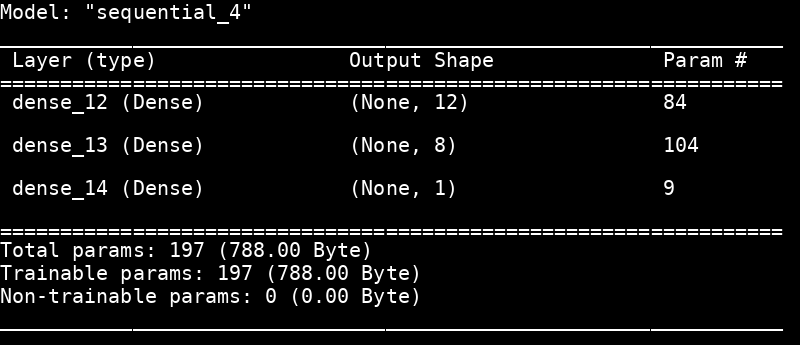 Model: "sequential_4"
_________________________________________________________________
Layer (type)                Output Shape              Param #
=================================================================
dense_12 (Dense)            (None, 12)                84
dense_13 (Dense)            (None, 8)                 104
dense_14 (Dense)            (None, 1)                 9
=================================================================
Total params: 197 (788.00 Byte)
Trainable params: 197 (788.00 Byte)
Non-trainable params: 0 (0.00 Byte)
_________________________________________________________________